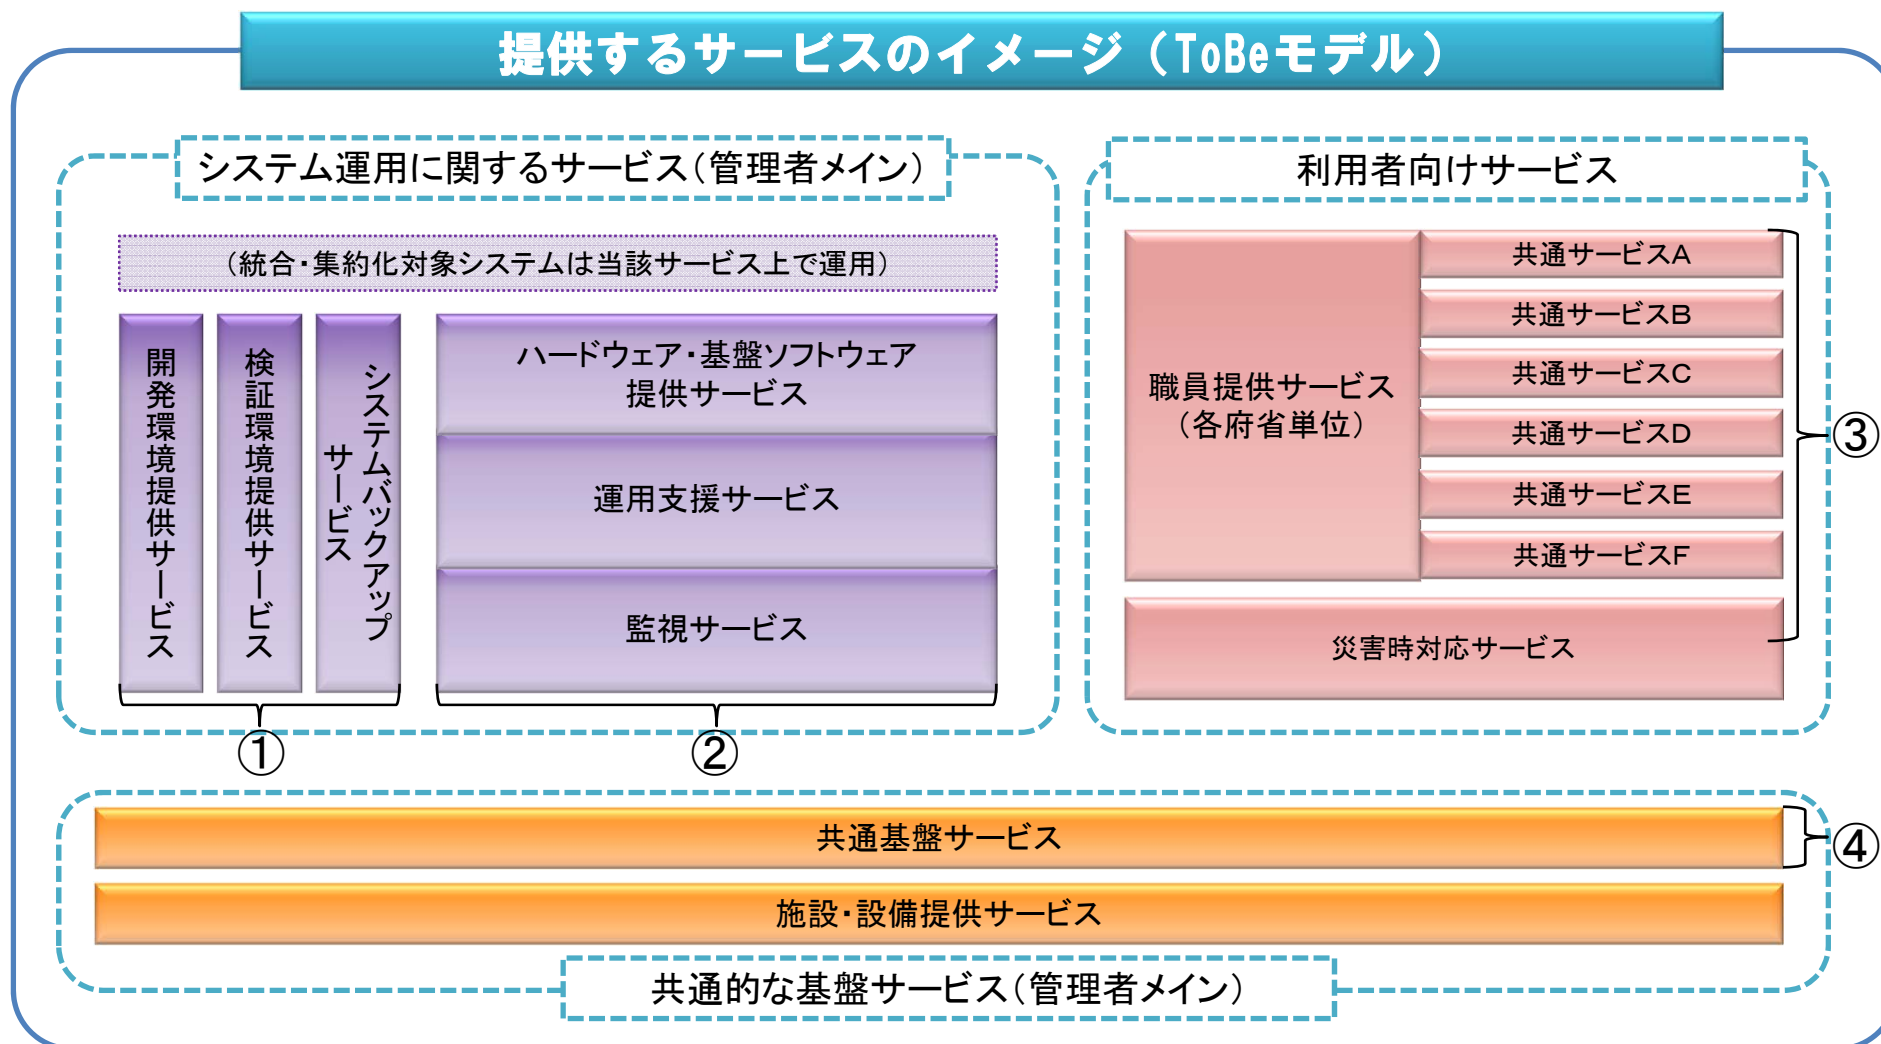 提供するサービスのイメージ（ToBeモデル）
システム運用に関するサービス（管理者メイン）
（統合・集約化対象システムは当該サービス上で運用）
開発環境提供サービス
検証環境提供サービス
システムバックアップ
サービス
ハードウェア・基盤ソフトウェア
提供サービス
運用支援サービス
監視サービス
①
②
利用者向けサービス
職員提供サービス
（各府省単位）
共通サービスA
共通サービスB
共通サービスC
共通サービスD
共通サービスE
共通サービスF
災害時対応サービス
③
共通基盤サービス
④
施設・設備提供サービス
共通的な基盤サービス（管理者メイン）